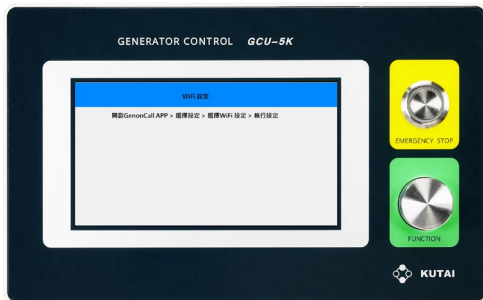 GENERATOR CONTROL GCU-5K
WiFi 設定
開啟GenonCall APP > 選擇設定 > 選擇WiFi 設定 > 執行設定
EMERGENCY STOP
FUNCTION
KUTAI